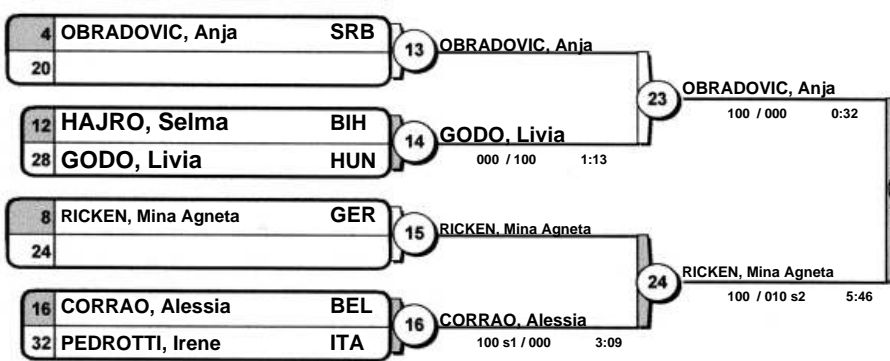 4 OBRADOVIC, Anja SRB
20
13 OBRADOVIC, Anja
12 HAJRO, Selma BIH
28 GODO, Livia HUN
14 GODO, Livia
000 / 100 1:13
23 OBRADOVIC, Anja
100 / 000 0:32
8 RICKEN, Mina Agneta GER
24
15 RICKEN, Mina Agneta
16 CORRAO, Alessia BEL
32 PEDROTTI, Irene ITA
16 CORRAO, Alessia
100 s1 / 000 3:09
24 RICKEN, Mina Agneta
100 / 010 s2 5:46